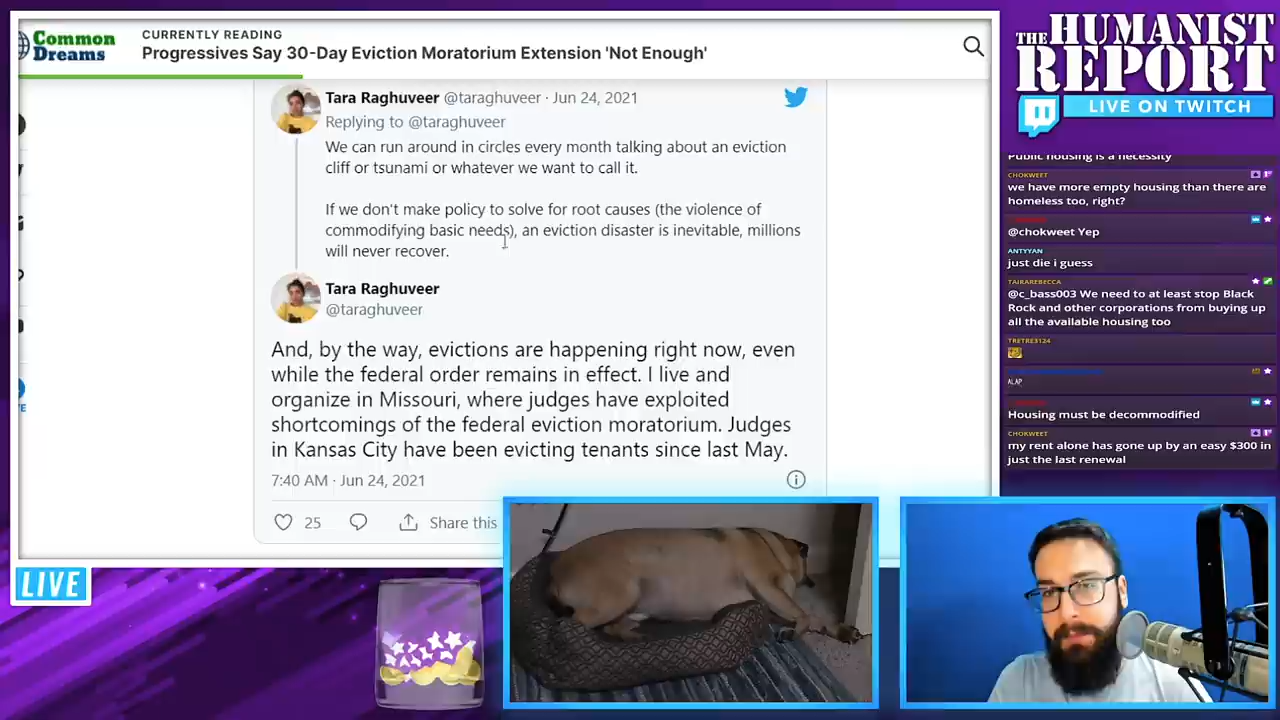 Common
Dreams
CURRENTLY READING
Progressives Say 30-Day Eviction Moratorium Extension 'Not Enough'
Tara Raghuveer @taraghuveer · Jun 24, 2021
Replying to @taraghuveer
We can run around in circles every month talking about an eviction
cliff or tsunami or whatever we want to call it.
If we don't make policy to solve for root causes (the violence of
commodifying basic needs), an eviction disaster is inevitable, millions
will never recover.
Tara Raghuveer
@taraghuveer
And, by the way, evictions are happening right now, even
while the federal order remains in effect. I live and
organize in Missouri, where judges have exploited
shortcomings of the federal eviction moratorium. Judges
in Kansas City have been evicting tenants since last May.
7:40 AM · Jun 24, 2021
25
Share this
THE HUMANIST
REPORT
LIVE ON TWITCH
Public housing is a necessity
CHOKWEET
we have more empty housing than there are
homeless too, right?
@chokweet Yep
ANTYYAN
just die i guess
TAIRAREBECCA
@c_bass003 We need to at least stop Black
Rock and other corporations from buying up
all the available housing too
TRETRE3124
ALAP
Housing must be decommodified
CHOKWEET
my rent alone has gone up by an easy $300 in
just the last renewal
LIVE